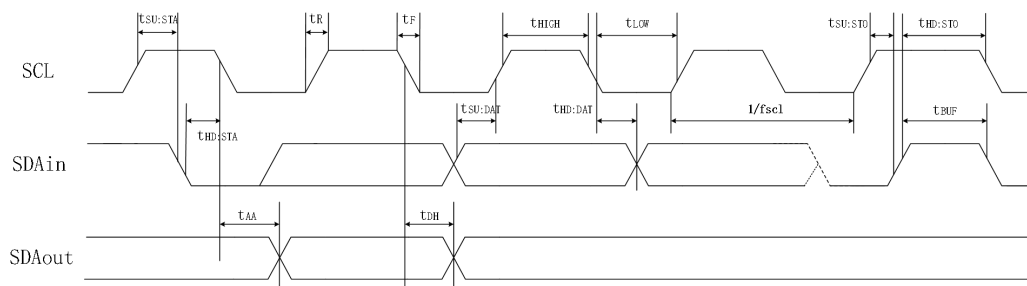 tSU:STA tR tF tHIGH tLOW tSU:STO tHD:STO
SCL
tSU:DAT tHD:DAT 1/fscl tBUF
tHD:STA
SDAin
tAA tDH
SDAout